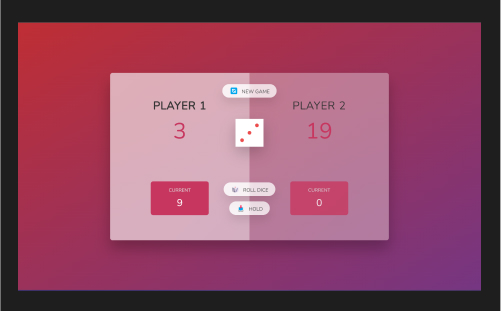 NEW GAME
PLAYER 1
3
CURRENT
9
PLAYER 2
19
CURRENT
0
ROLL DICE
HOLD